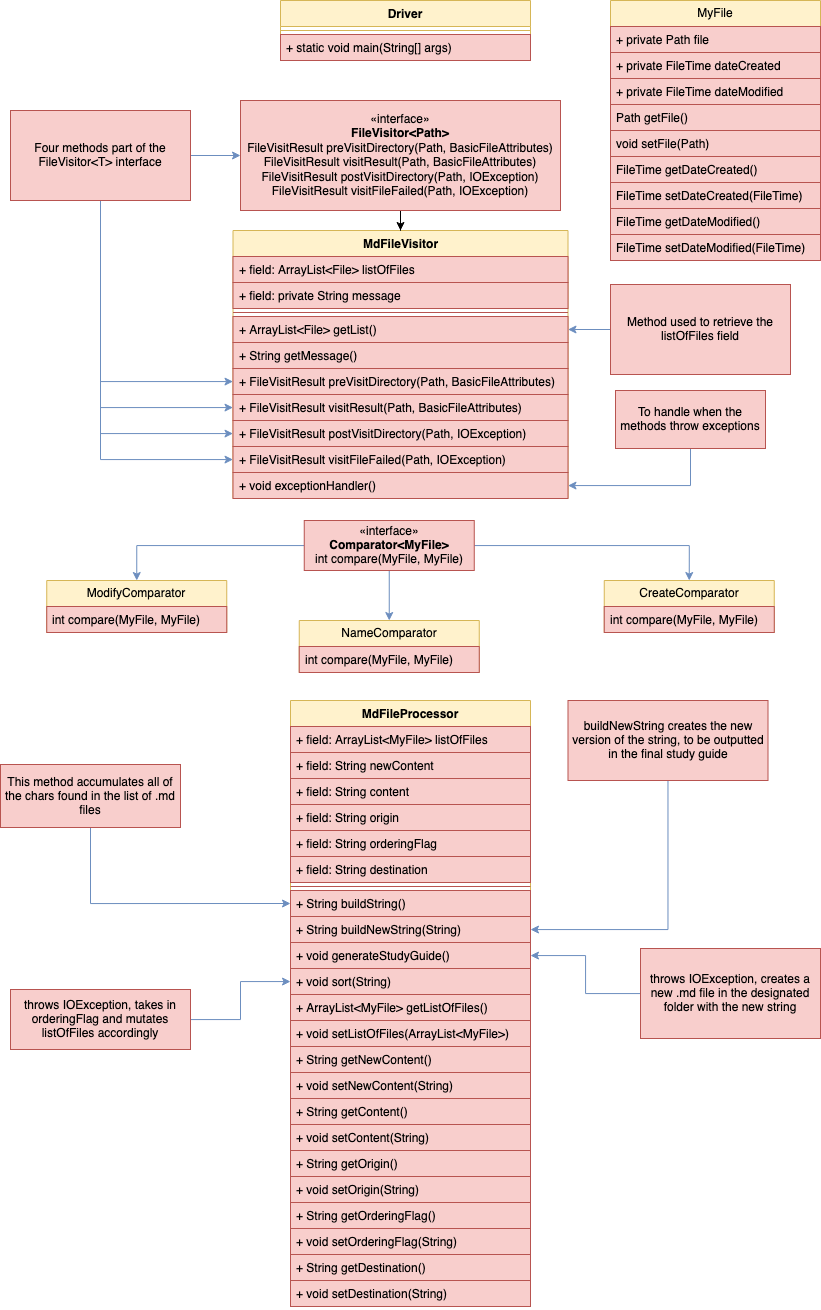 Driver
+ static void main(String[] args)
MyFile
+ private Path file
+ private FileTime dateCreated
+ private FileTime dateModified
Path getFile()
void setFile(Path)
FileTime getDateCreated()
FileTime setDateCreated(FileTime)
FileTime getDateModified()
FileTime setDateModified(FileTime)
Four methods part of the
FileVisitor<T> interface
«interface»
FileVisitor<Path>
FileVisitResult preVisitDirectory(Path, BasicFileAttributes)
FileVisitResult visitResult(Path, BasicFileAttributes)
FileVisitResult postVisitDirectory(Path, IOException)
FileVisitResult visitFileFailed(Path, IOException)
MdFileVisitor
+ field: ArrayList<File> listOfFiles
+ field: private String message
+ ArrayList<File> getList()
+ String getMessage()
+ FileVisitResult preVisitDirectory(Path, BasicFileAttributes)
+ FileVisitResult visitResult(Path, BasicFileAttributes)
+ FileVisitResult postVisitDirectory(Path, IOException)
+ FileVisitResult visitFileFailed(Path, IOException)
+ void exceptionHandler()
Method used to retrieve the
listOfFiles field
To handle when the
methods throw exceptions
«interface»
Comparator<MyFile>
int compare(MyFile, MyFile)
ModifyComparator
int compare(MyFile, MyFile)
NameComparator
int compare(MyFile, MyFile)
CreateComparator
int compare(MyFile, MyFile)
MdFileProcessor
+ field: ArrayList<MyFile> listOfFiles
+ field: String newContent
+ field: String content
+ field: String origin
+ field: String orderingFlag
+ field: String destination
+ String buildString()
+ String buildNewString(String)
+ void generateStudyGuide()
+ void sort(String)
+ ArrayList<MyFile> getListOfFiles()
+ void setListOfFiles(ArrayList<MyFile>)
+ String getNewContent()
+ void setNewContent(String)
+ String getContent()
+ void setContent(String)
+ String getOrigin()
+ void setOrigin(String)
+ String getOrderingFlag()
+ void setOrderingFlag(String)
+ String getDestination()
+ void setDestination(String)
buildNewString creates the new
version of the string, to be outputted
in the final study guide
This method accumulates all of
the chars found in the list of .md
files
throws IOException, creates a
new .md file in the designated
folder with the new string
throws IOException, takes in
orderingFlag and mutates
listOfFiles accordingly